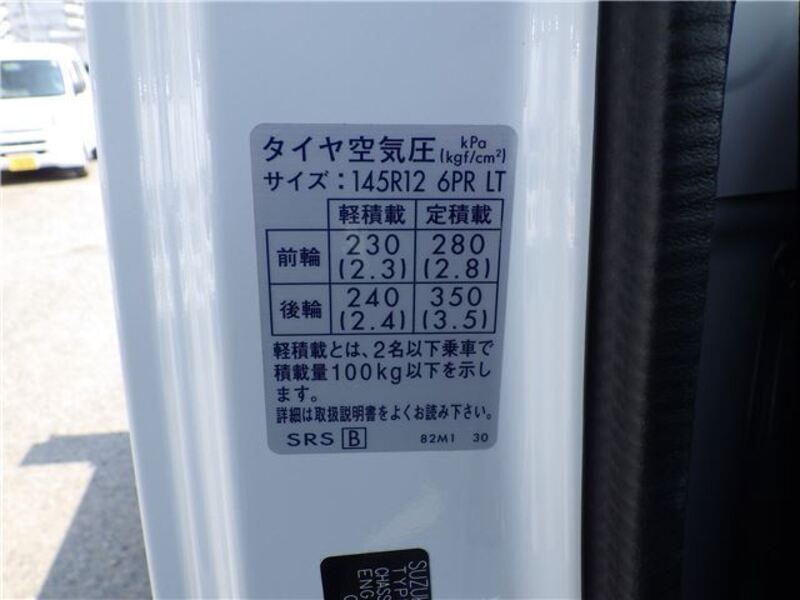 タイヤ空気圧 kPa (kgf/cm²)
サイズ：145R12 6PR LT
軽積載 定積載
前輪 230 (2.3) 280 (2.8)
後輪 240 (2.4) 350 (3.5)
軽積載とは、2名以下乗車で
積載量100kg以下を示し
ます。
詳細は取扱説明書をよくお読み下さい。
SRS B 82M1 30
SUZU
TYP
CHASS
ENG